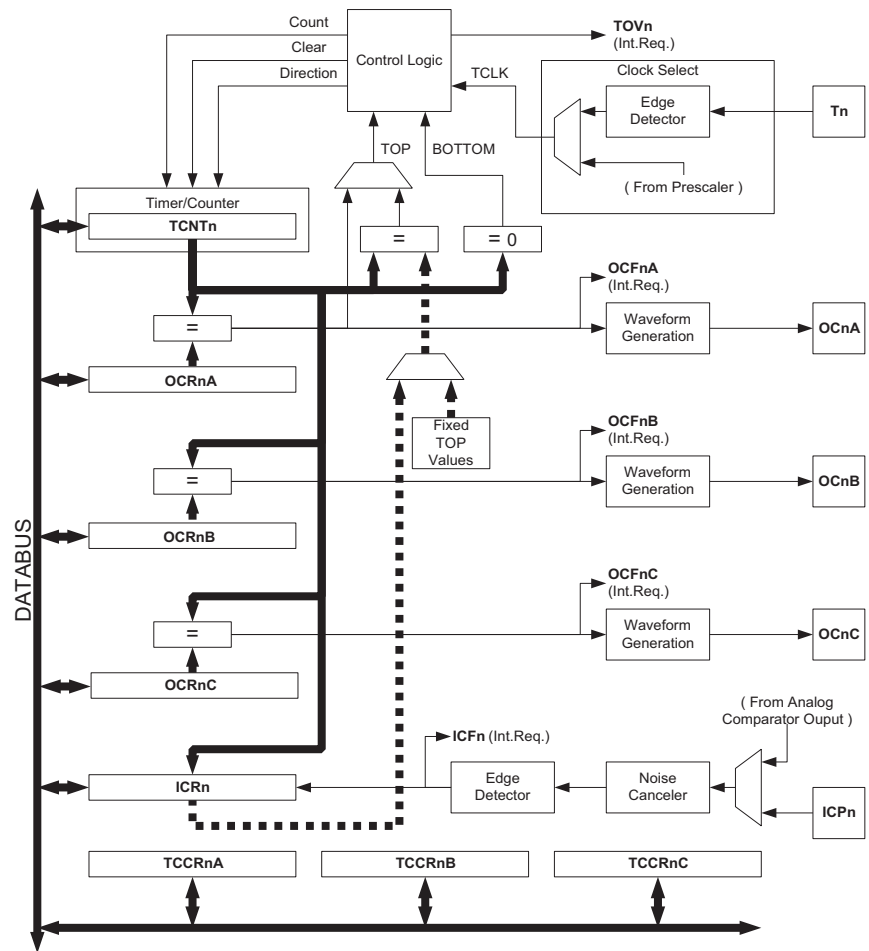 Count
Clear
Direction
Control Logic
TOVn
(Int.Req.)
TCLK
Clock Select
Edge
Detector
Tn
( From Prescaler )
TOP
BOTTOM
Timer/Counter
TCNTn
=
= 0
=
OCRnA
OCFnA
(Int.Req.)
Waveform
Generation
OCnA
Fixed
TOP
Values
=
OCRnB
OCFnB
(Int.Req.)
Waveform
Generation
OCnB
DATABUS
=
OCRnC
OCFnC
(Int.Req.)
Waveform
Generation
OCnC
( From Analog
Comparator Ouput )
ICFn (Int.Req.)
ICRn
Edge
Detector
Noise
Canceler
ICPn
TCCRnA
TCCRnB
TCCRnC